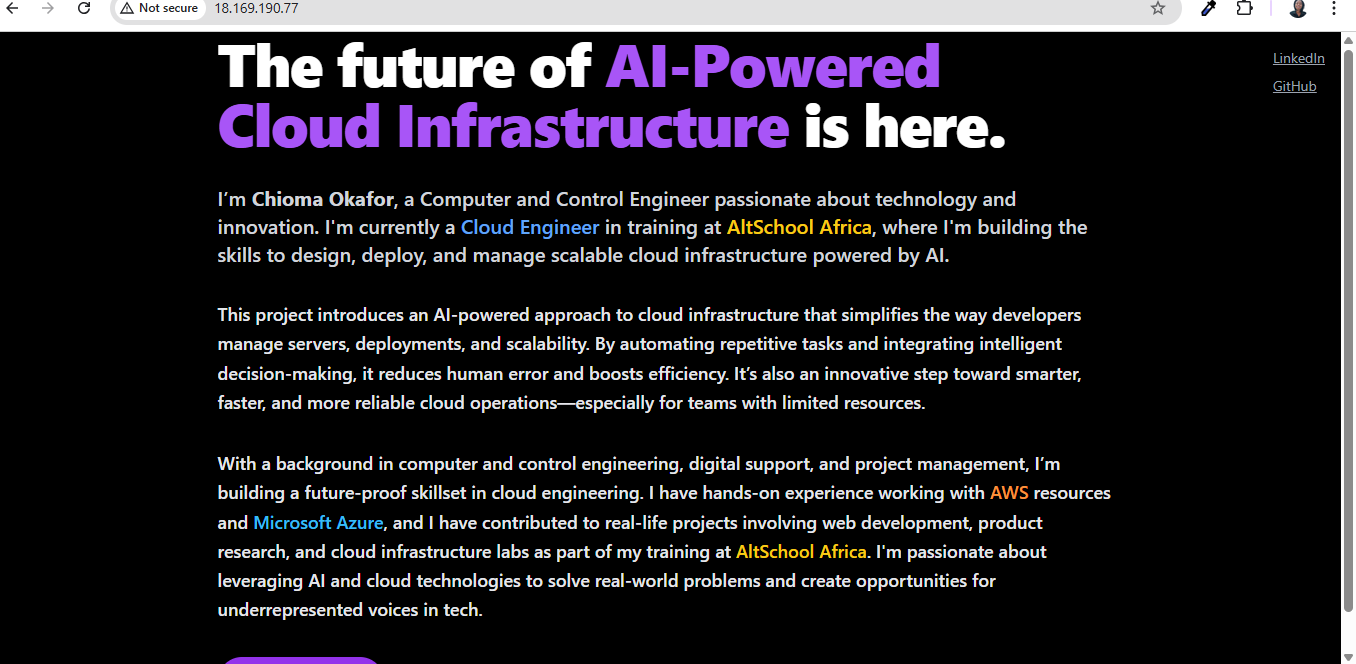 Not secure
18.169.190.77
The future of AI-Powered
Cloud Infrastructure is here.
LinkedIn
GitHub
I’m Chioma Okafor, a Computer and Control Engineer passionate about technology and
innovation. I'm currently a Cloud Engineer in training at AltSchool Africa, where I'm building the
skills to design, deploy, and manage scalable cloud infrastructure powered by AI.
This project introduces an AI-powered approach to cloud infrastructure that simplifies the way developers
manage servers, deployments, and scalability. By automating repetitive tasks and integrating intelligent
decision-making, it reduces human error and boosts efficiency. It’s also an innovative step toward smarter,
faster, and more reliable cloud operations—especially for teams with limited resources.
With a background in computer and control engineering, digital support, and project management, I’m
building a future-proof skillset in cloud engineering. I have hands-on experience working with AWS resources
and Microsoft Azure, and I have contributed to real-life projects involving web development, product
research, and cloud infrastructure labs as part of my training at AltSchool Africa. I'm passionate about
leveraging AI and cloud technologies to solve real-world problems and create opportunities for
underrepresented voices in tech.